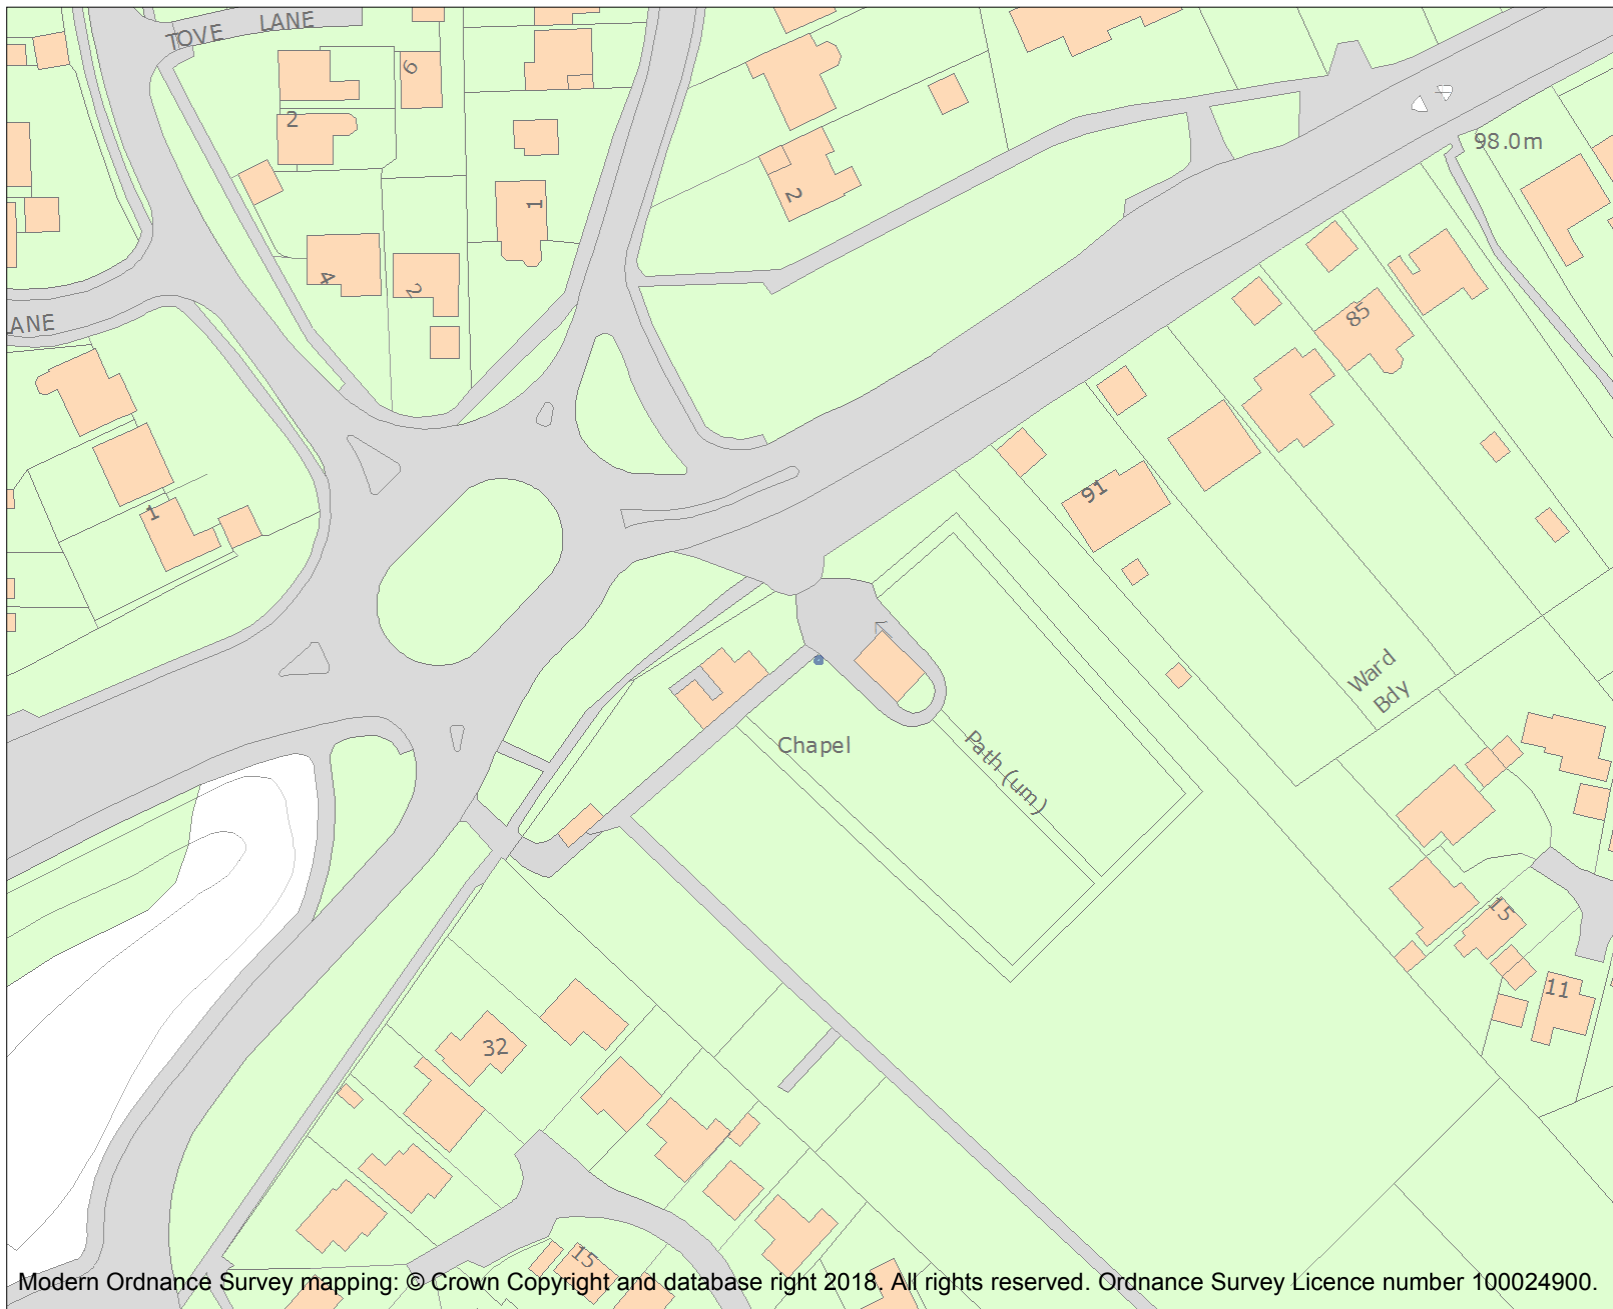 TOVE LANE
6
2
98.0m
2
1
4
2
ANE
85
91
1
Ward
Bdy
Chapel
Path (um)
15
11
32
15
Modern Ordnance Survey mapping: © Crown Copyright and database right 2018. All rights reserved. Ordnance Survey Licence number 100024900.